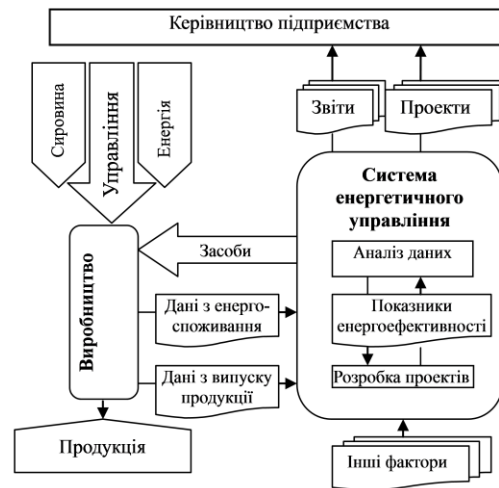 Керівництво підприємства
Сировина
Управління
Енергія
Звіти
Проекти
Система
енергетичного
управління
Засоби
Аналіз даних
Виробництво
Дані з енерго-
споживання
Показники
енергоефективності
Дані з випуску
продукції
Розробка проектів
Продукція
Інші фактори